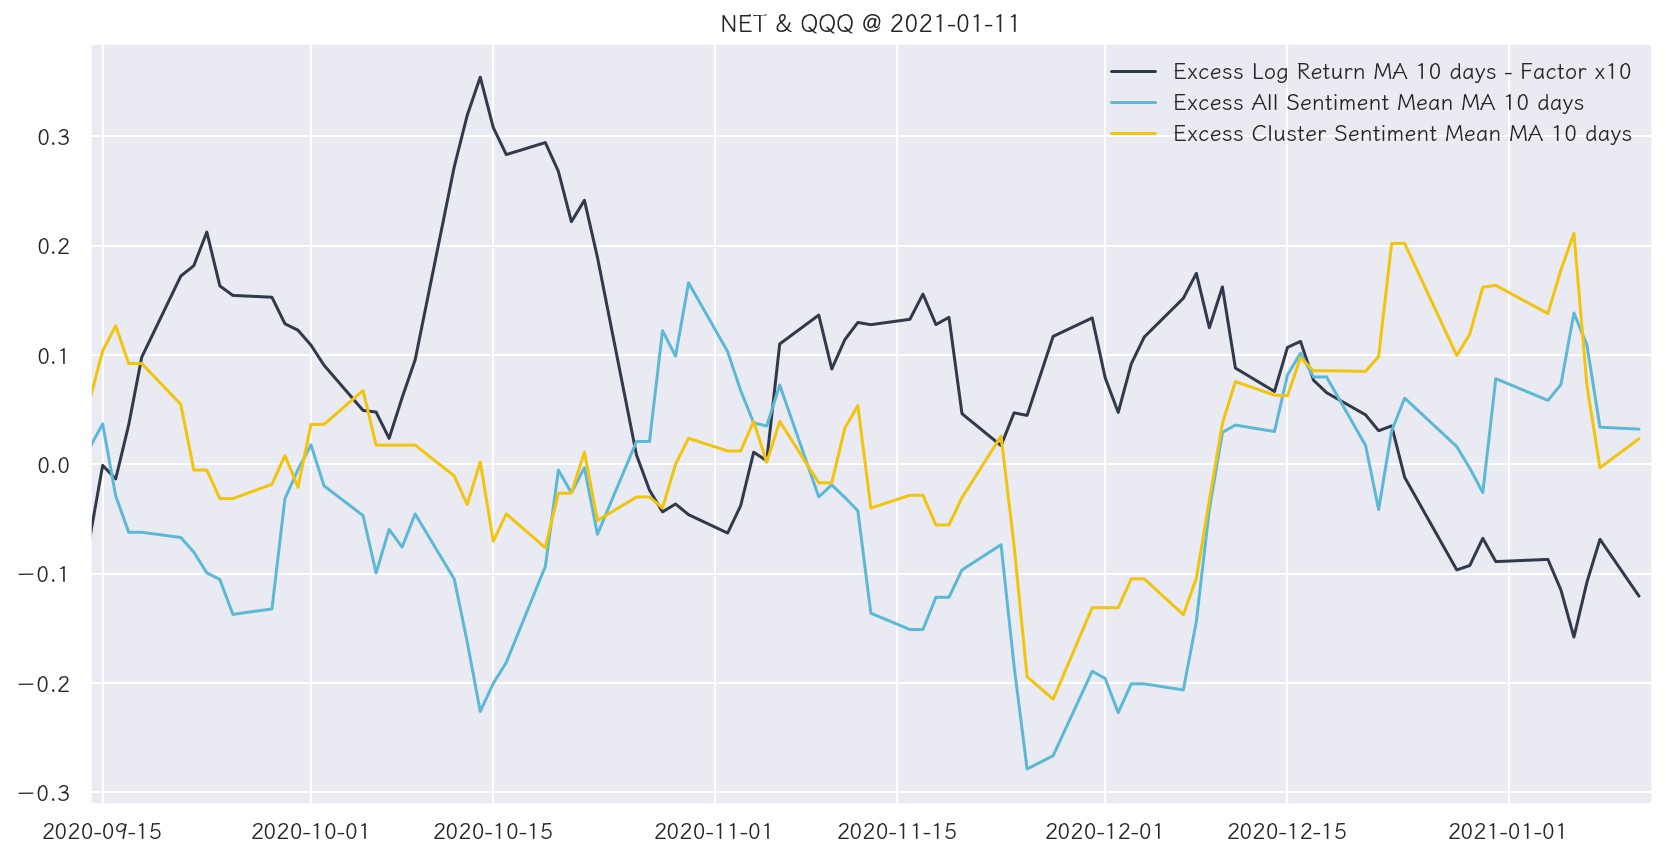 NET & QQQ @ 2021-01-11
Excess Log Return MA 10 days - Factor x10
Excess All Sentiment Mean MA 10 days
Excess Cluster Sentiment Mean MA 10 days
0.3
0.2
0.1
0.0
−0.1
−0.2
−0.3
2020-09-15 2020-10-01 2020-10-15 2020-11-01 2020-11-15 2020-12-01 2020-12-15 2021-01-01